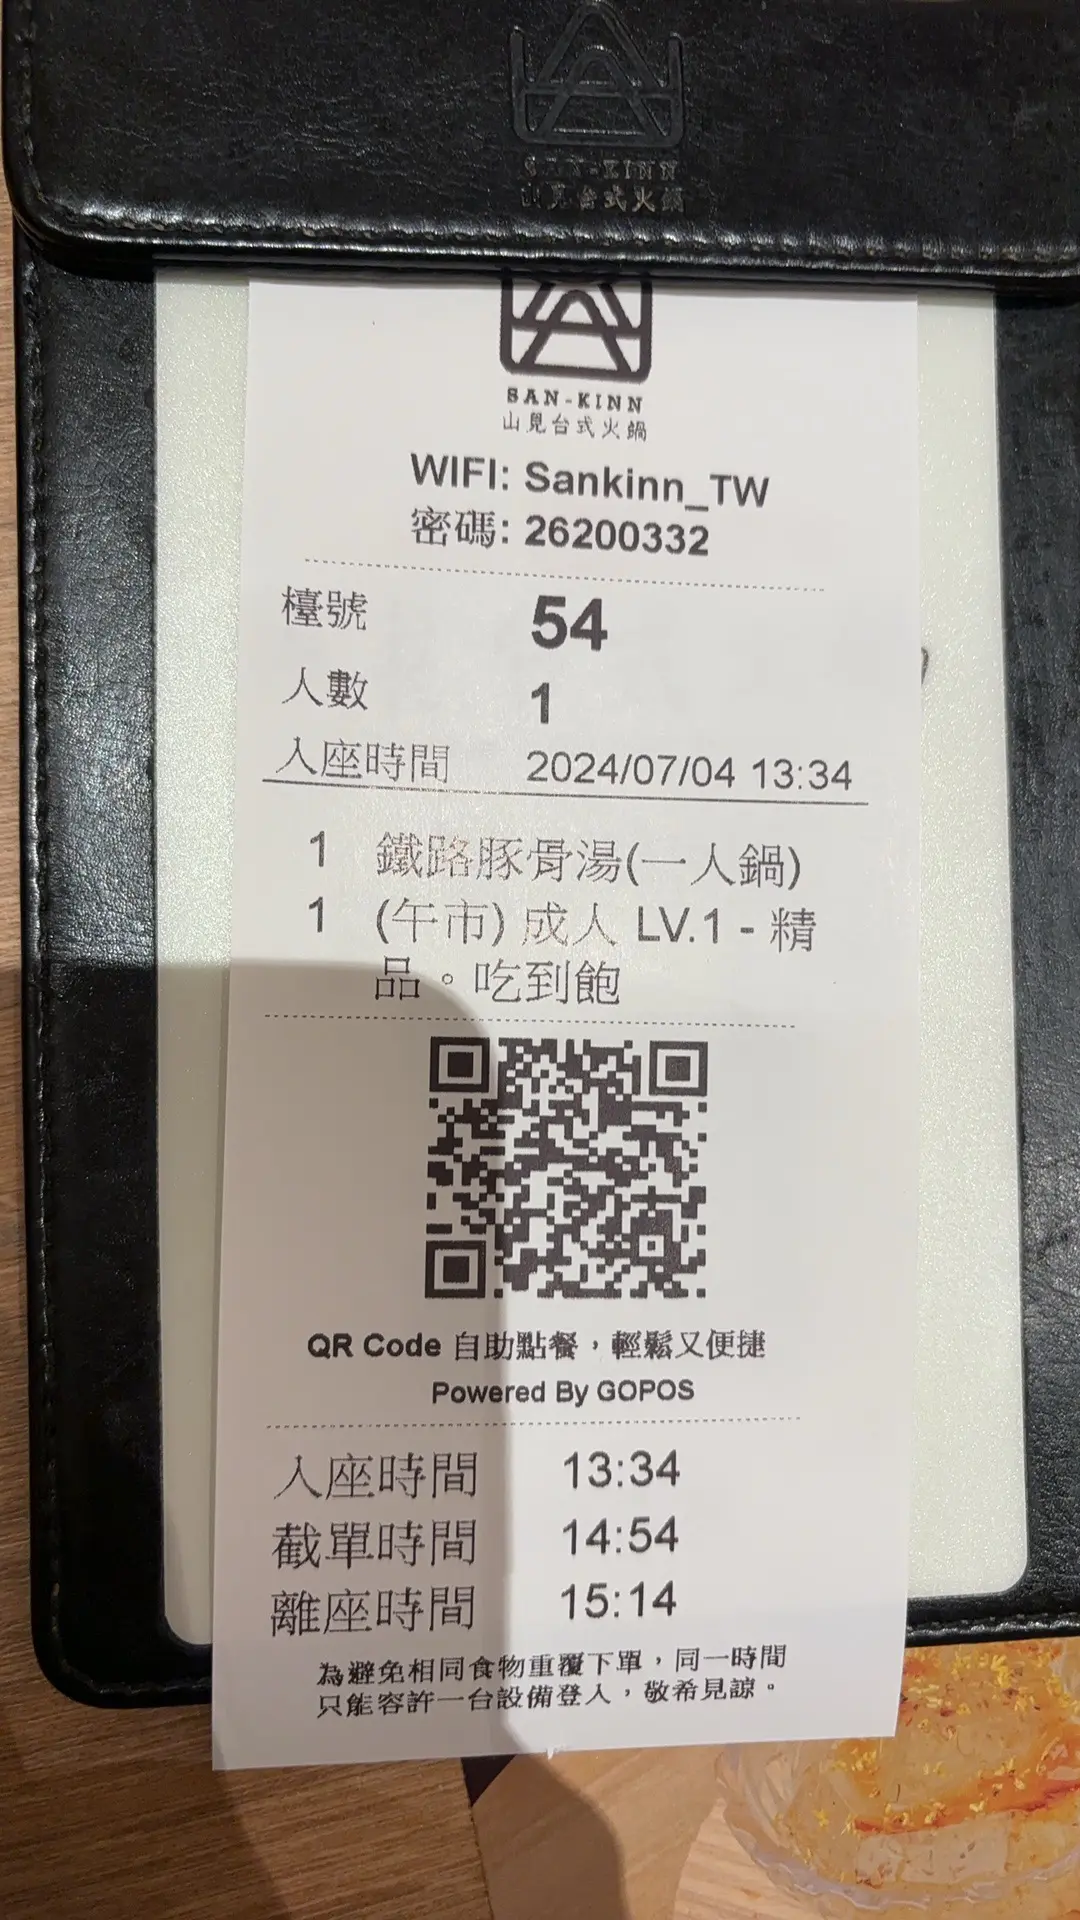 SAN-KINN
山見台式火鍋
SAN-KINN
山見台式火鍋
WIFI: Sankinn_TW
密碼: 26200332
檯號 54
人數 1
入座時間 2024/07/04 13:34
1 鐵路豚骨湯(一人鍋)
1 (午市) 成人 LV.1 - 精
品。吃到飽
QR Code 自助點餐，輕鬆又便捷
Powered By GOPOS
入座時間 13:34
截單時間 14:54
離座時間 15:14
為避免相同食物重覆下單，同一時間
只能容許一台設備登入，敬希見諒。